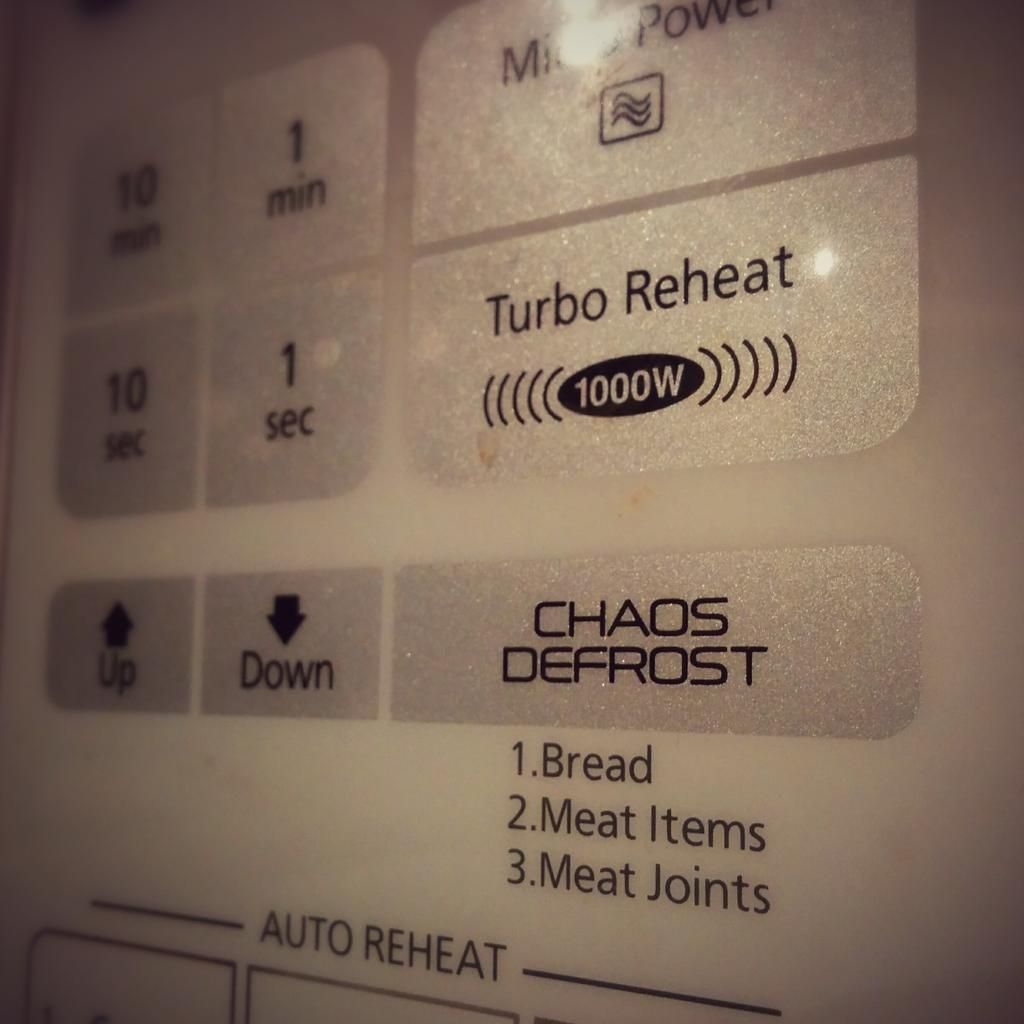 Power
10 min
1 min
Turbo Reheat
1000W
10 sec
1 sec
Up
Down
CHAOS
DEFROST
1.Bread
2.Meat Items
3.Meat Joints
AUTO REHEAT